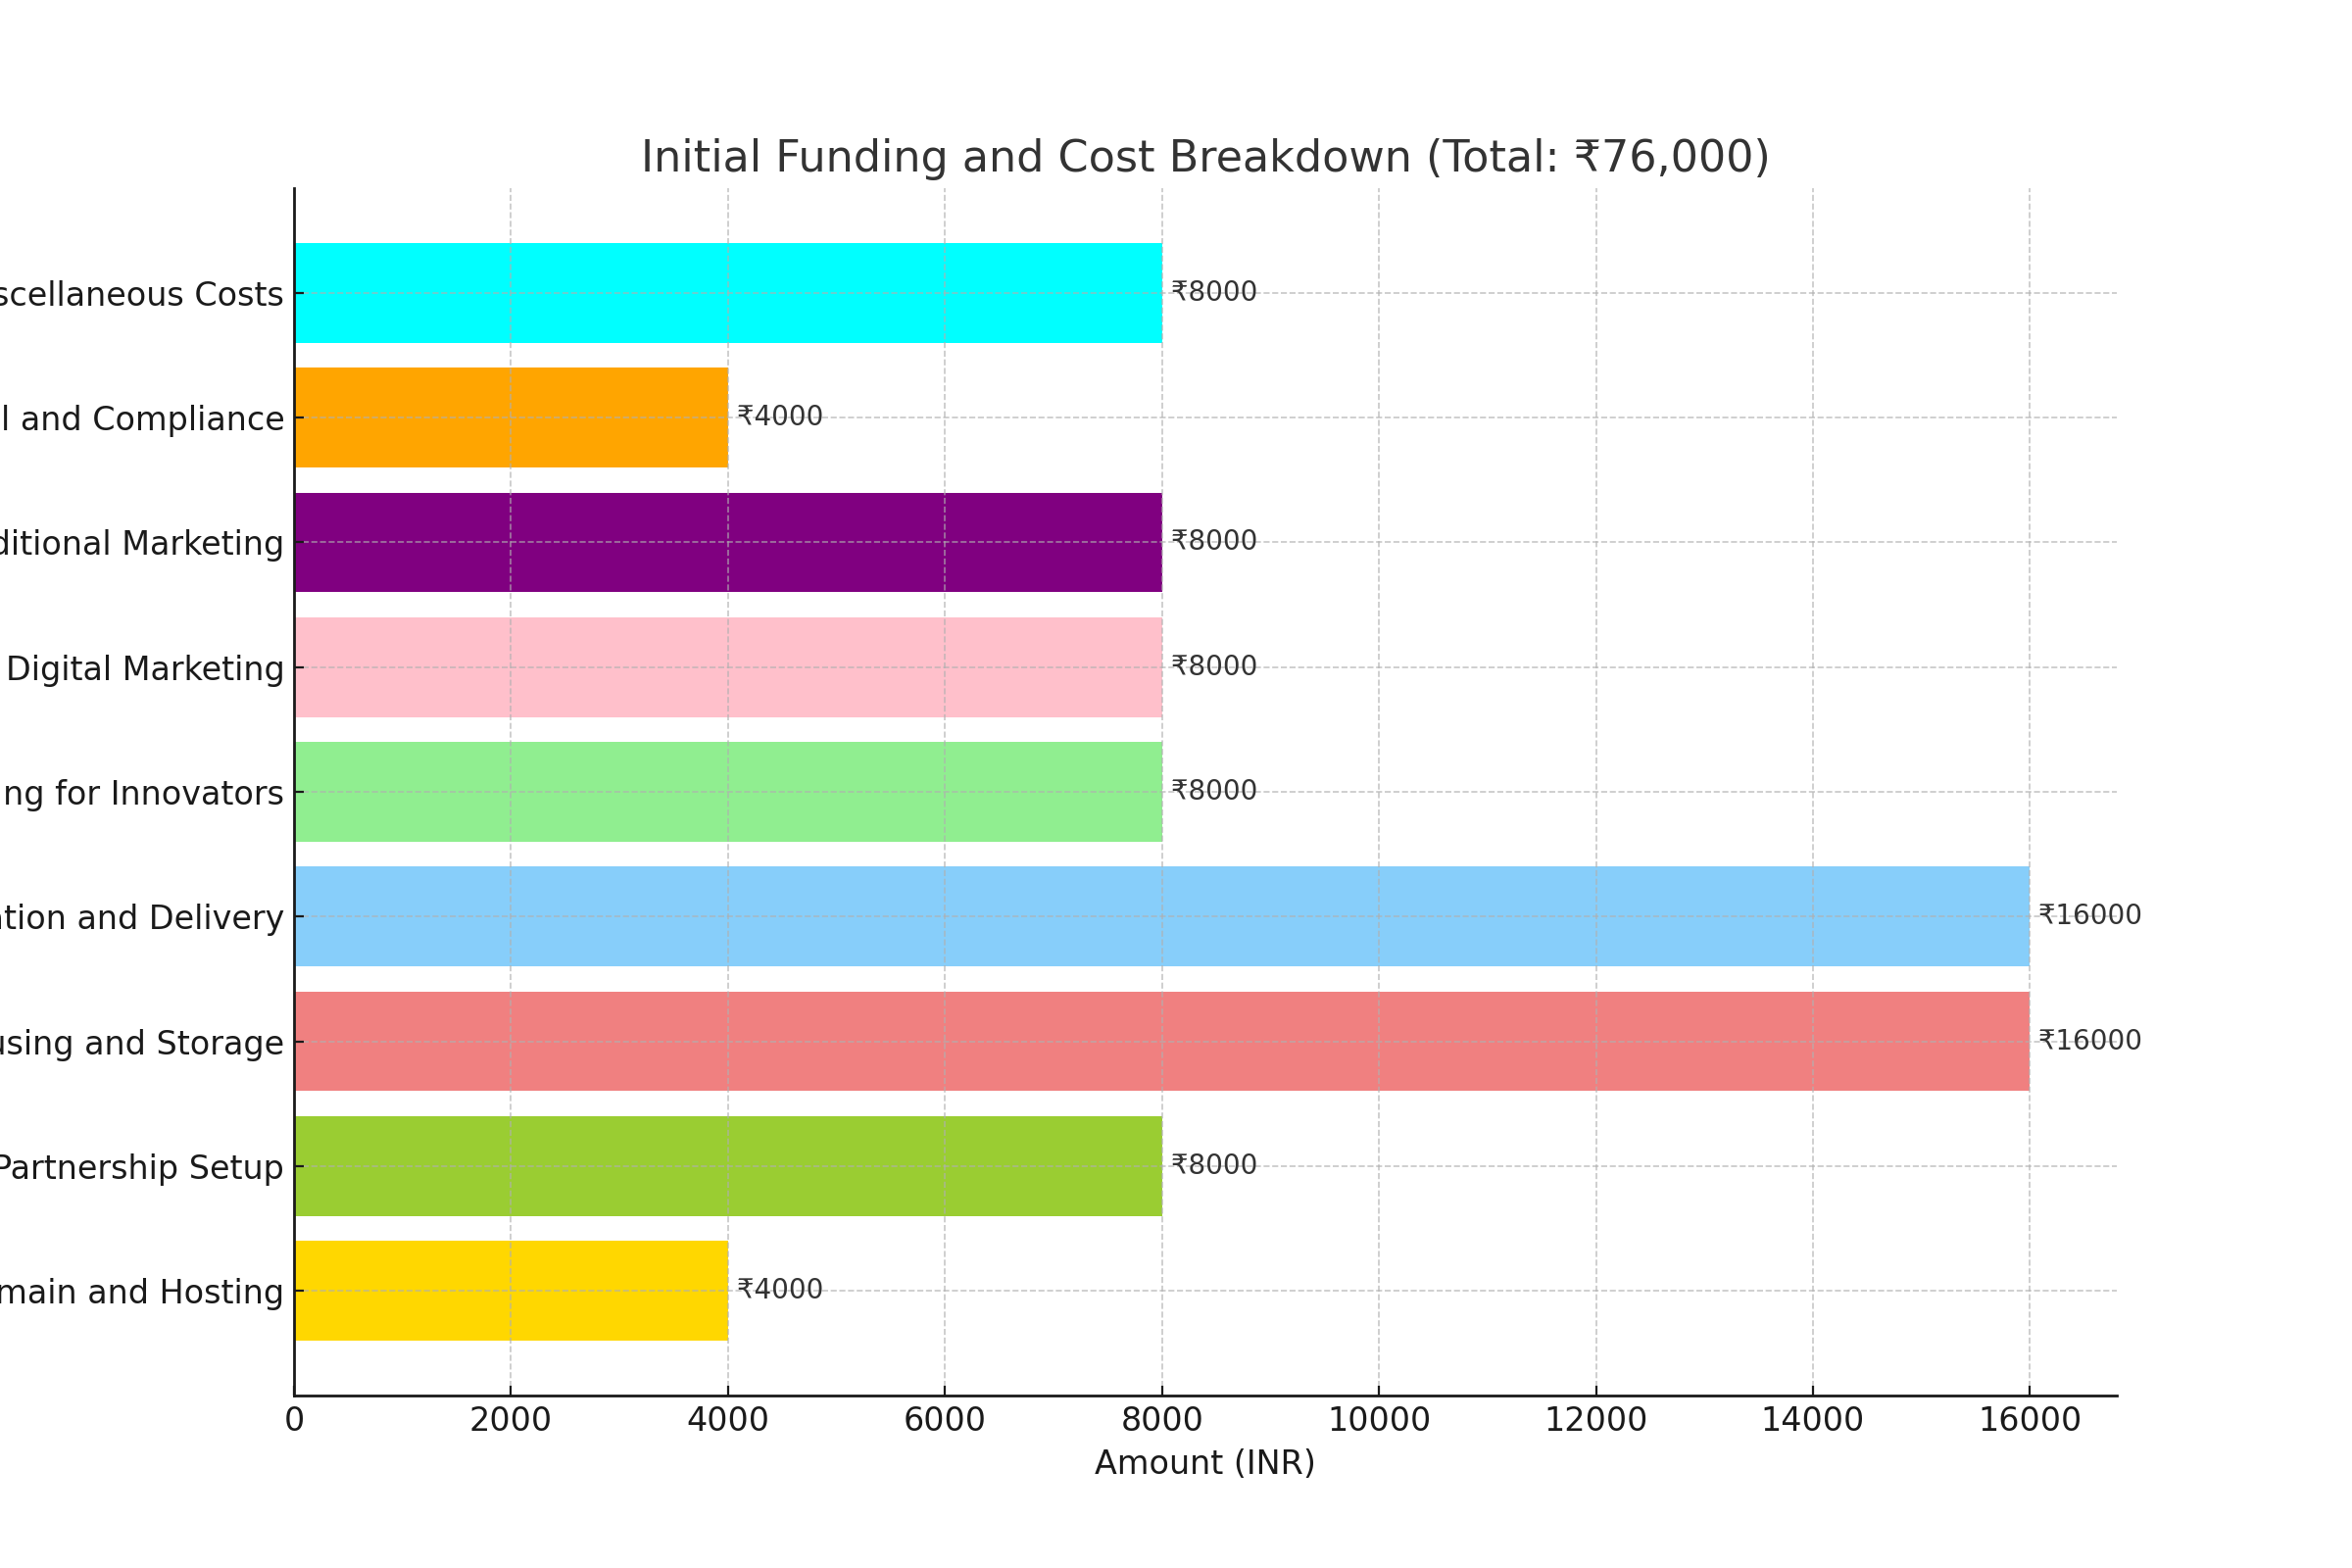 Initial Funding and Cost Breakdown (Total: ₹76,000)
scellaneous Costs
₹8000
l and Compliance
₹4000
ditional Marketing
₹8000
Digital Marketing
₹8000
ng for Innovators
₹8000
ation and Delivery
₹16000
using and Storage
₹16000
Partnership Setup
₹8000
main and Hosting
₹4000
0 2000 4000 6000 8000 10000 12000 14000 16000
Amount (INR)